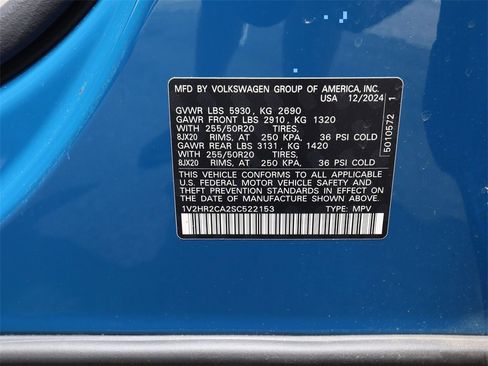 MFD BY VOLKSWAGEN GROUP OF AMERICA, INC.
USA 12/2024
GVWR LBS 5930, KG 2690
GAWR FRONT LBS 2910, KG 1320
WITH 255/50R20 TIRES,
8JX20 RIMS, AT 250 KPA, 36 PSI COLD
GAWR REAR LBS 3131, KG 1420
WITH 255/50R20 TIRES,
8JX20 RIMS, AT 250 KPA, 36 PSI COLD
THIS VEHICLE CONFORMS TO ALL APPLICABLE
U.S. FEDERAL MOTOR VEHICLE SAFETY AND
THEFT PREVENTION STANDARDS IN EFFECT ON
THE DATE OF MANUFACTURE SHOWN ABOVE.
1V2HR2CA2SC522153 TYPE: MPV
5010572 1